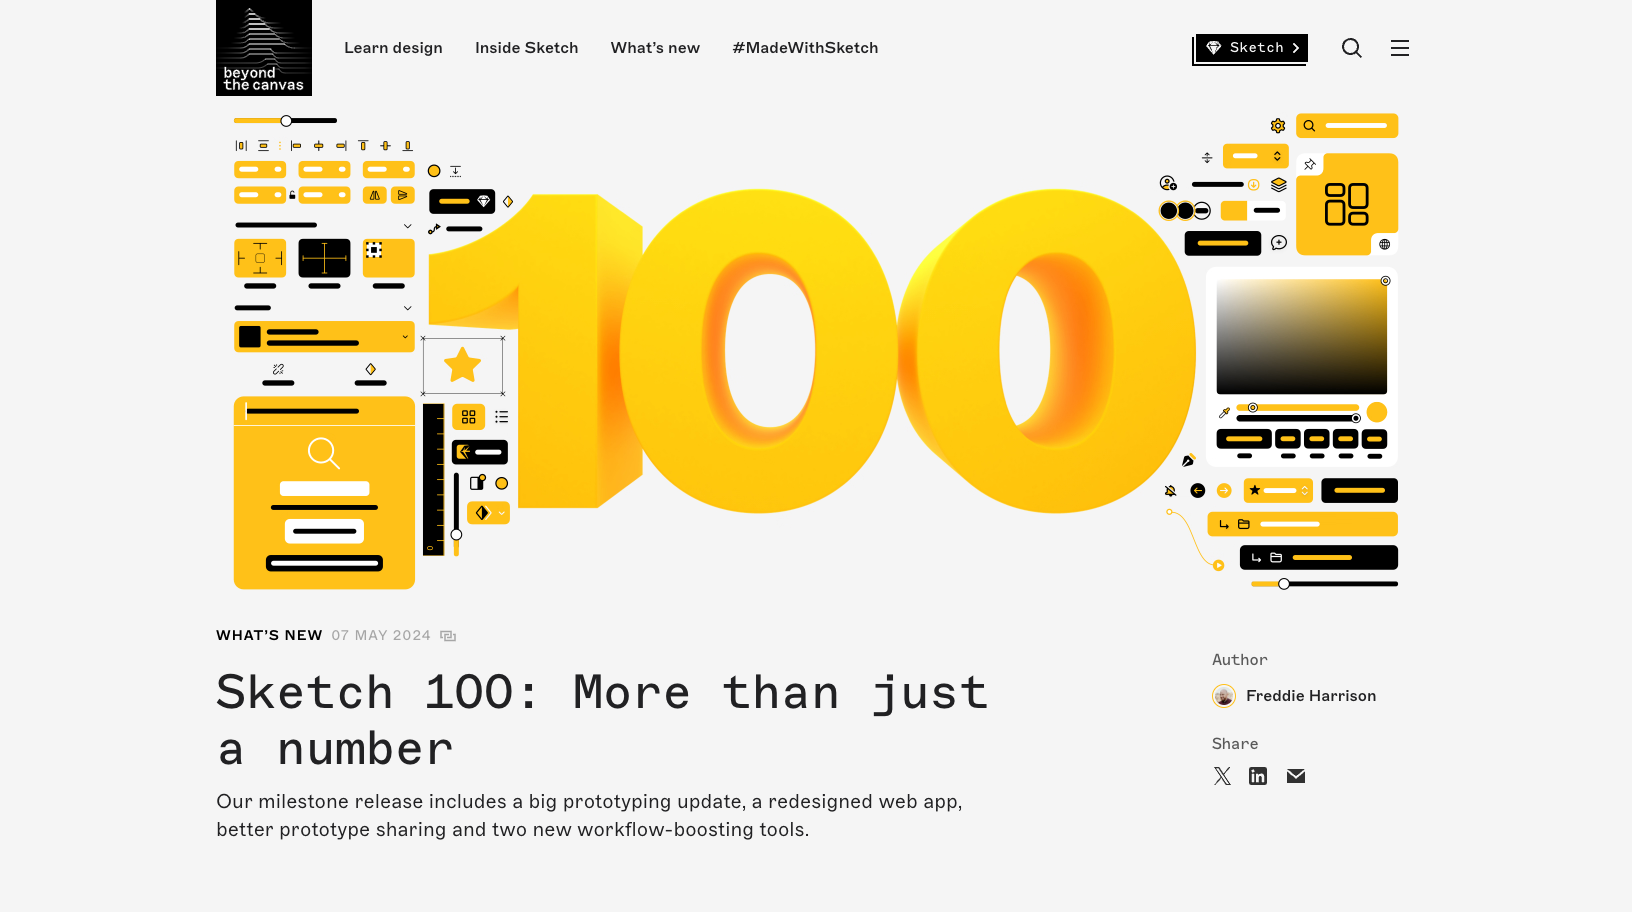 beyond
the canvas
Learn design
Inside Sketch
What's new
#MadeWithSketch
Sketch
100
WHAT'S NEW 07 MAY 2024
Sketch 100: More than just
a number
Our milestone release includes a big prototyping update, a redesigned web app,
better prototype sharing and two new workflow-boosting tools.
Author
Freddie Harrison
Share